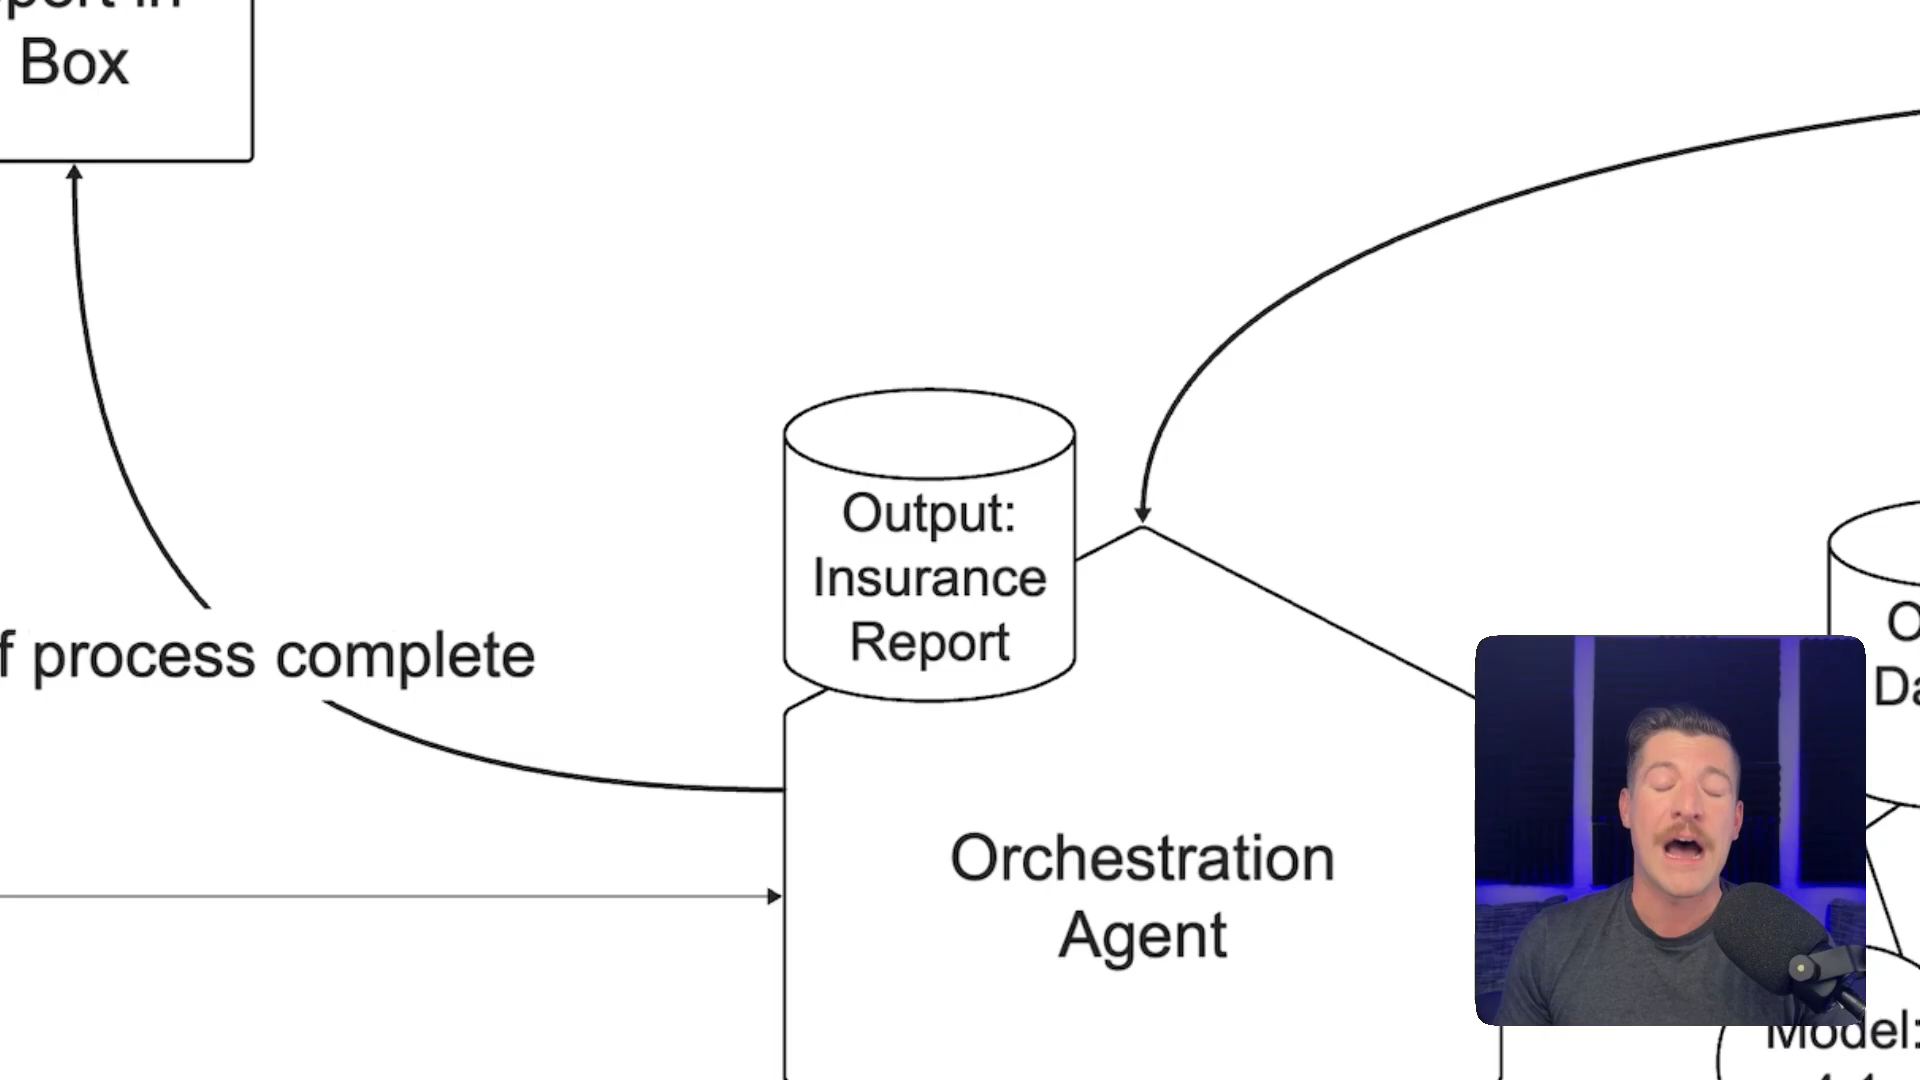 Box
Output:
Insurance
Report
f process complete
Orchestration
Agent
Model: